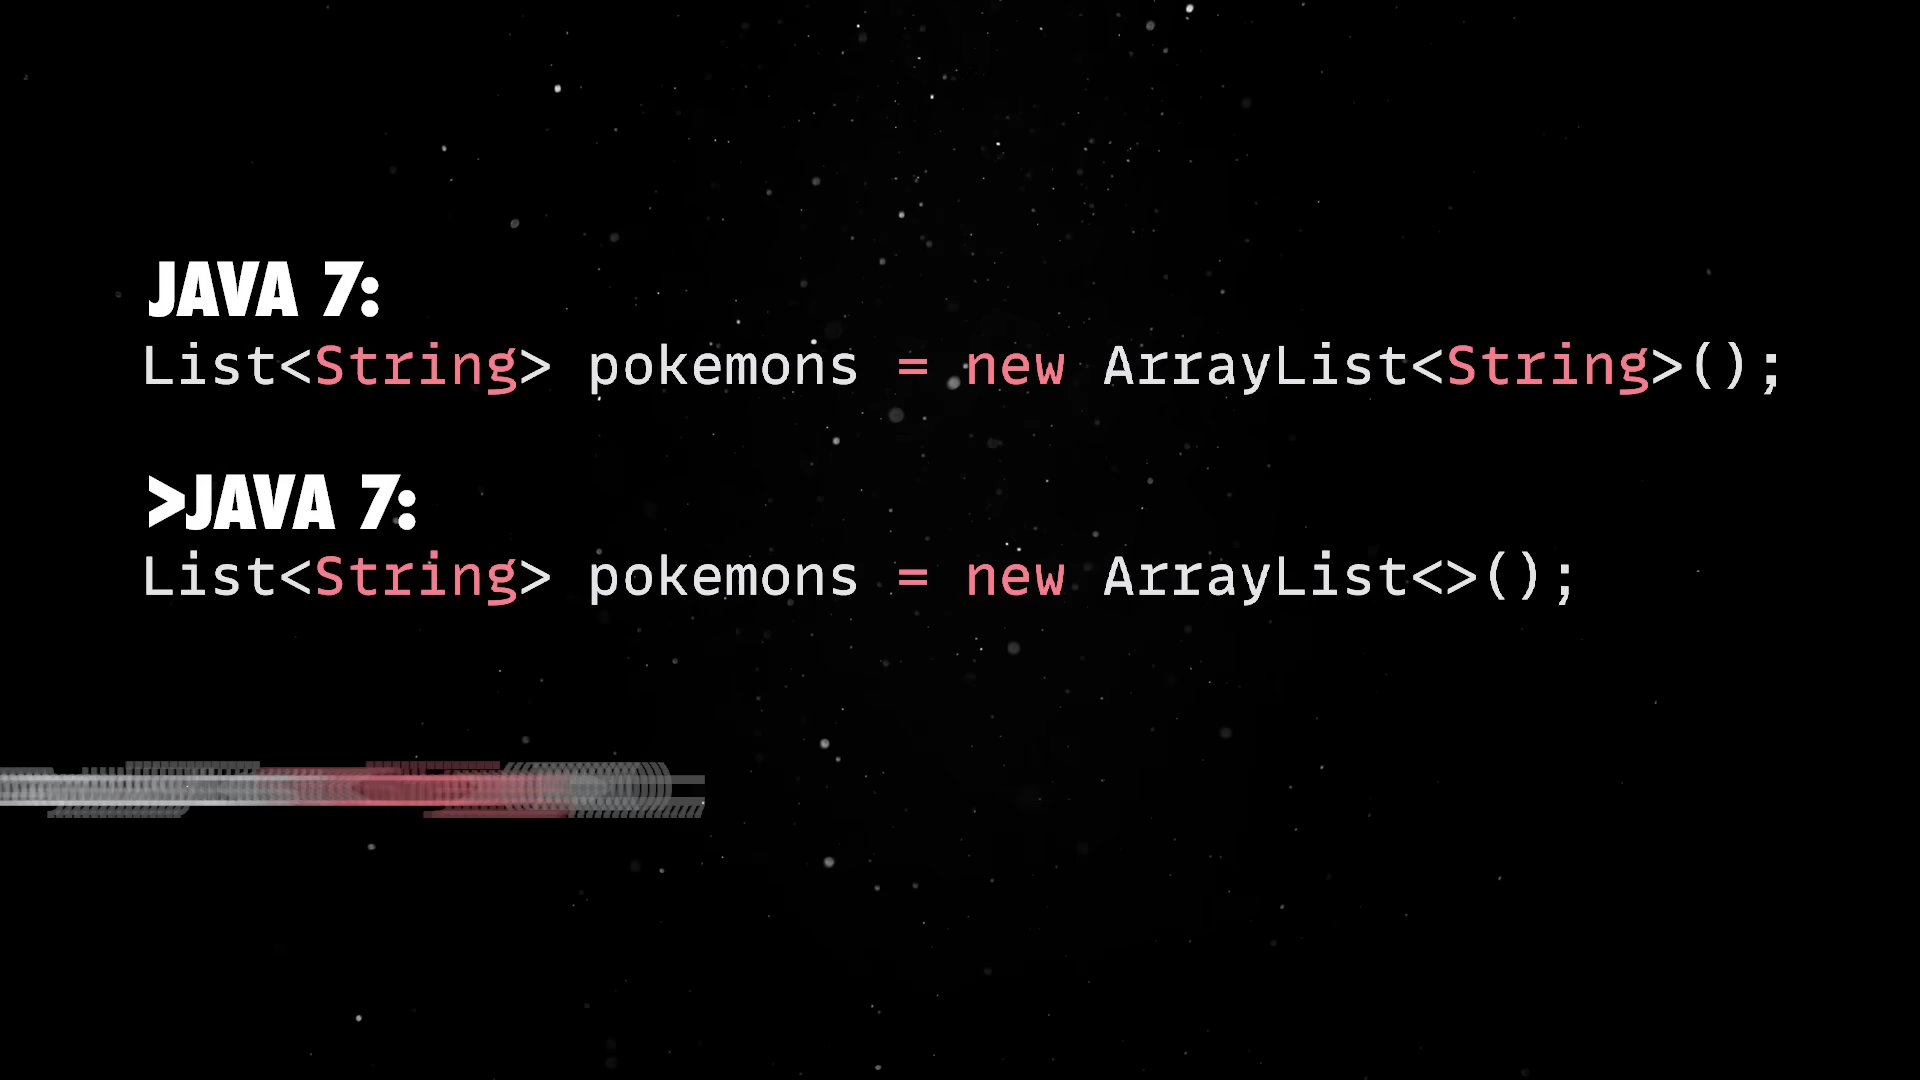 JAVA 7:
List<String> pokemons = new ArrayList<String>();
>JAVA 7:
List<String> pokemons = new ArrayList<>();